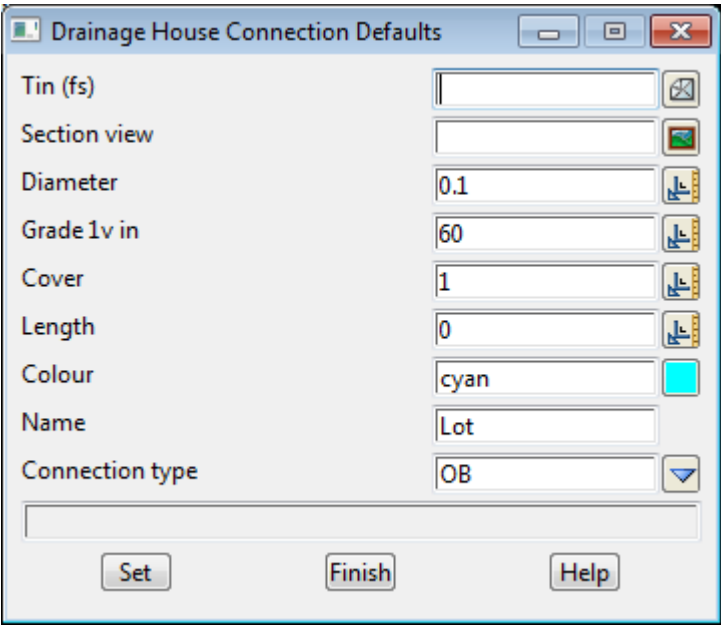 Drainage House Connection Defaults
Tin (fs)
Section view
Diameter 0.1
Grade 1v in 60
Cover 1
Length 0
Colour cyan
Name Lot
Connection type OB
Set Finish Help